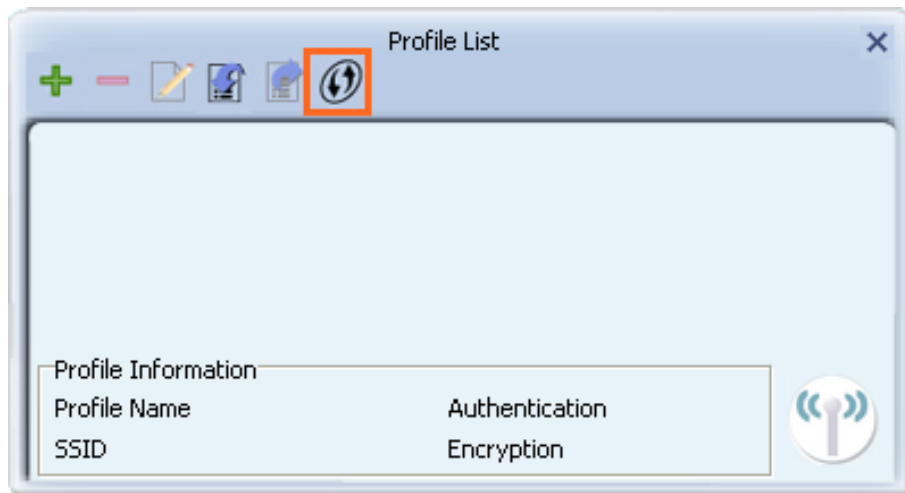 Profile List
Profile Information
Profile Name Authentication
SSID Encryption